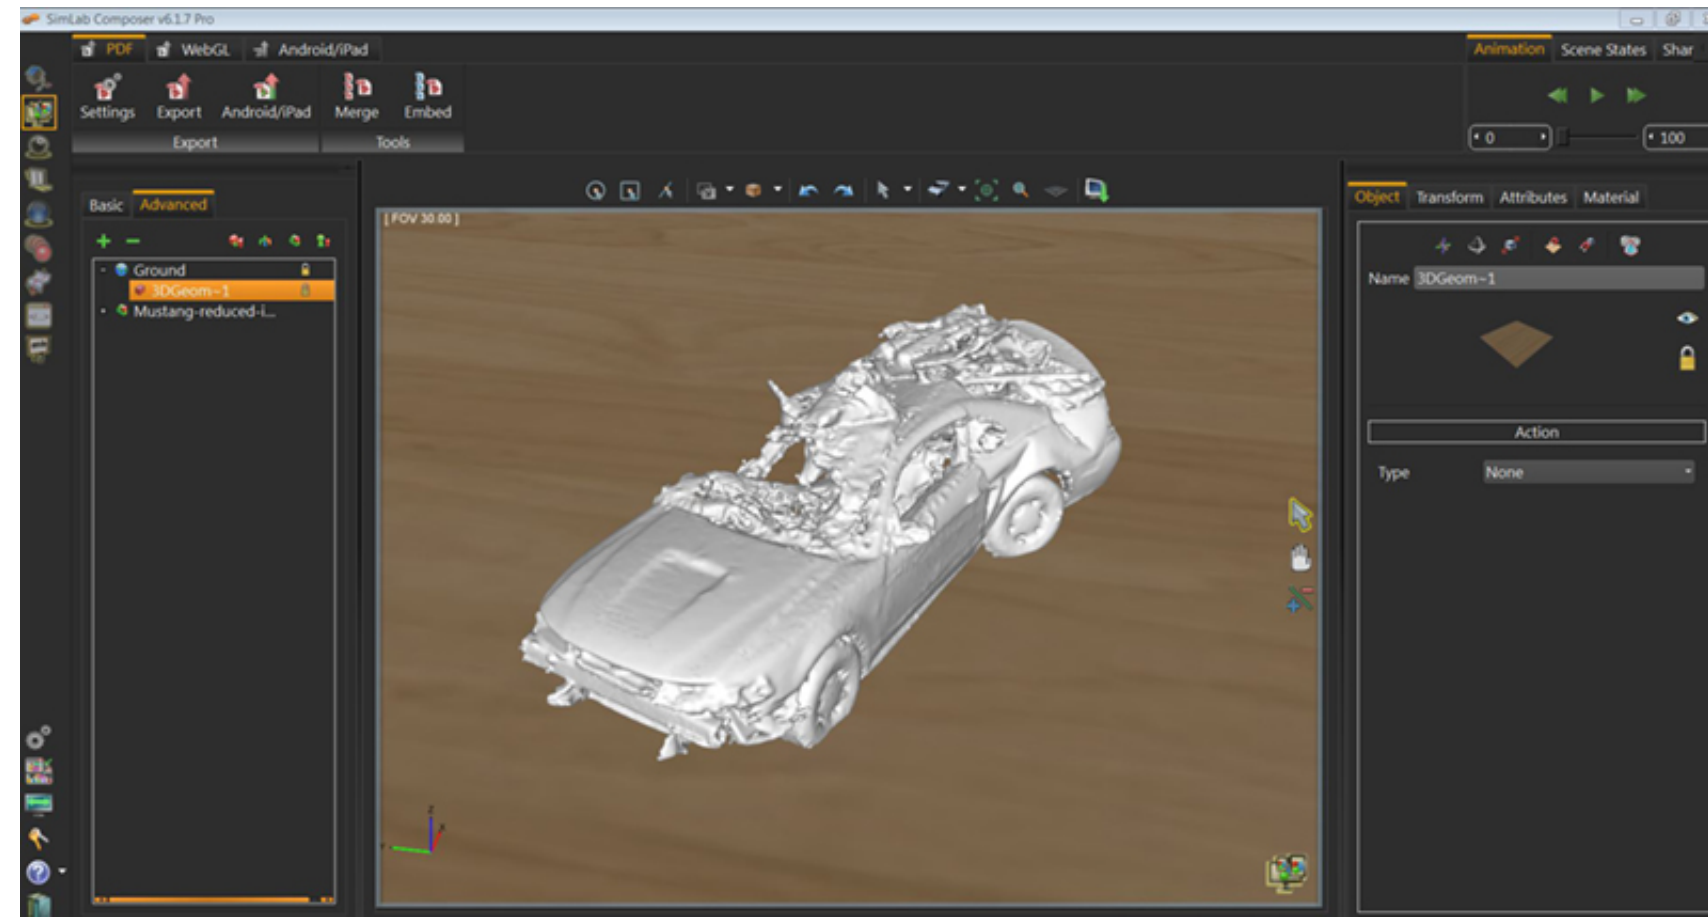 SimLab Composer v6.1.7 Pro
PDF WebGL Android/iPad
Animation Scene States Shar
Settings Export Android/iPad Merge Embed
Export Tools
0 100
Basic Advanced
Object Transform Attributes Material
[ FOV 30.00 ]
Ground
3DGeom~1
Mustang-reduced-i...
Name 3DGeom~1
Action
Type None
Z
X